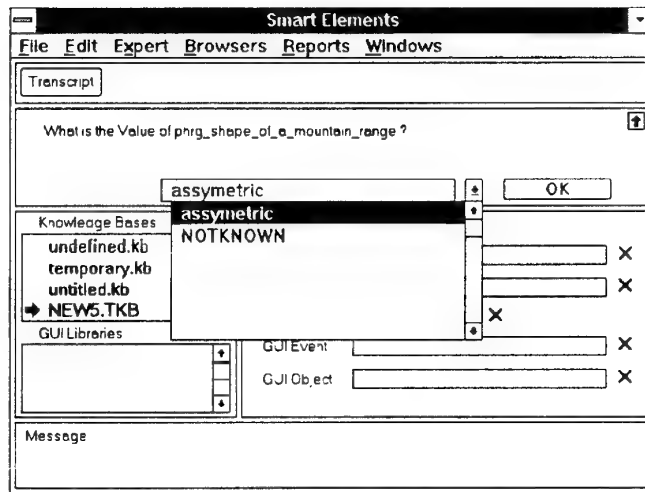 Smart Elements
File Edit Expert Browsers Reports Windows
Transcript
What is the Value of phrg_shape_of_a_mountain_range ?
assymetric
OK
assymetric
NOTKNOWN
Knowledge Bases
undefined.kb
temporary.kb
untitled.kb
NEW5.TKB
GUI Libraries
GUI Event
GUI Object
Message